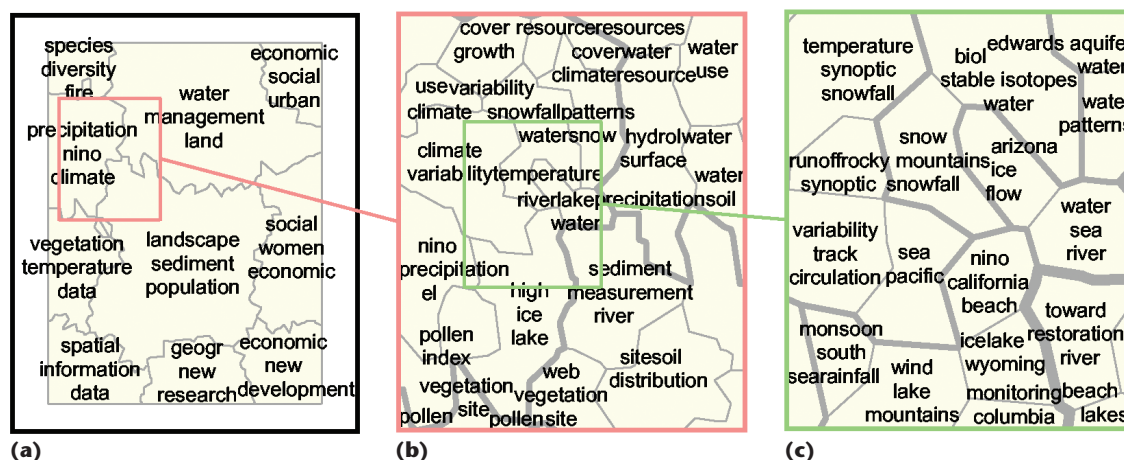 species
diversity
fire
economic
social
urban
water
management
land
precipitation
nino
climate
vegetation
temperature
data
landscape
sediment
population
social
women
economic
spatial
information
data
geogr
new
research
economic
new
development
(a)
cover resourceresources
growth
coverwater
water
climateresource
use
usevariability
climate
snowfallpatterns
watersnow
hydrolwater
climate
surface
variabilitytemperature
water
riverlakeprecipitationsoil
water
nino
precipitation
el
sediment
measurement
river
high
ice
lake
pollen
index
sitesoil
distribution
web
vegetation
vegetation
pollen
site
pollensite
(b)
temperature
synoptic
snowfall
biol
edwards aquife
stable isotopes
water
water
wate
patterns
snow
mountains
snowfall
arizona
ice
flow
runoffrocky
synoptic
water
sea
river
variability
track
circulation
sea
pacific
nino
california
beach
toward
restoration
river
monsoon
south
searainfall
icelake
wyoming
wind
lake
mountains
monitoring
columbia
beach
lakes
(c)